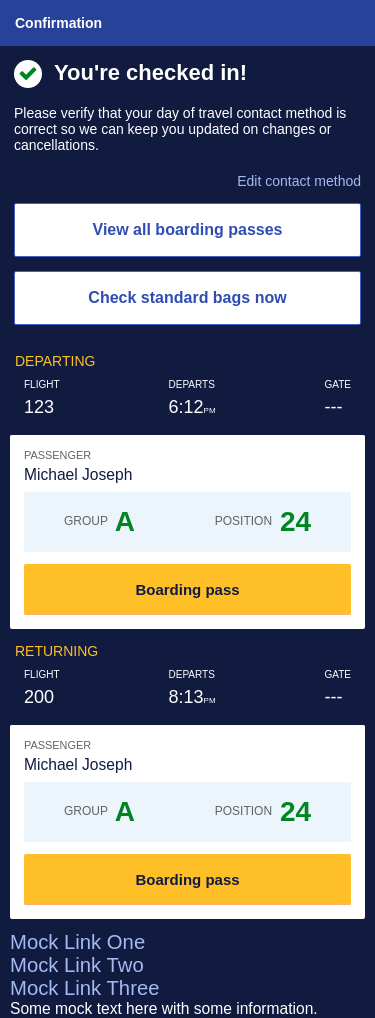 Confirmation
You're checked in!
Please verify that your day of travel contact method is
correct so we can keep you updated on changes or
cancellations.
Edit contact method
View all boarding passes
Check standard bags now
DEPARTING
FLIGHT DEPARTS GATE
123 6:12PM ---
PASSENGER
Michael Joseph
GROUP A POSITION 24
Boarding pass
RETURNING
FLIGHT DEPARTS GATE
200 8:13PM ---
PASSENGER
Michael Joseph
GROUP A POSITION 24
Boarding pass
Mock Link One
Mock Link Two
Mock Link Three
Some mock text here with some information.